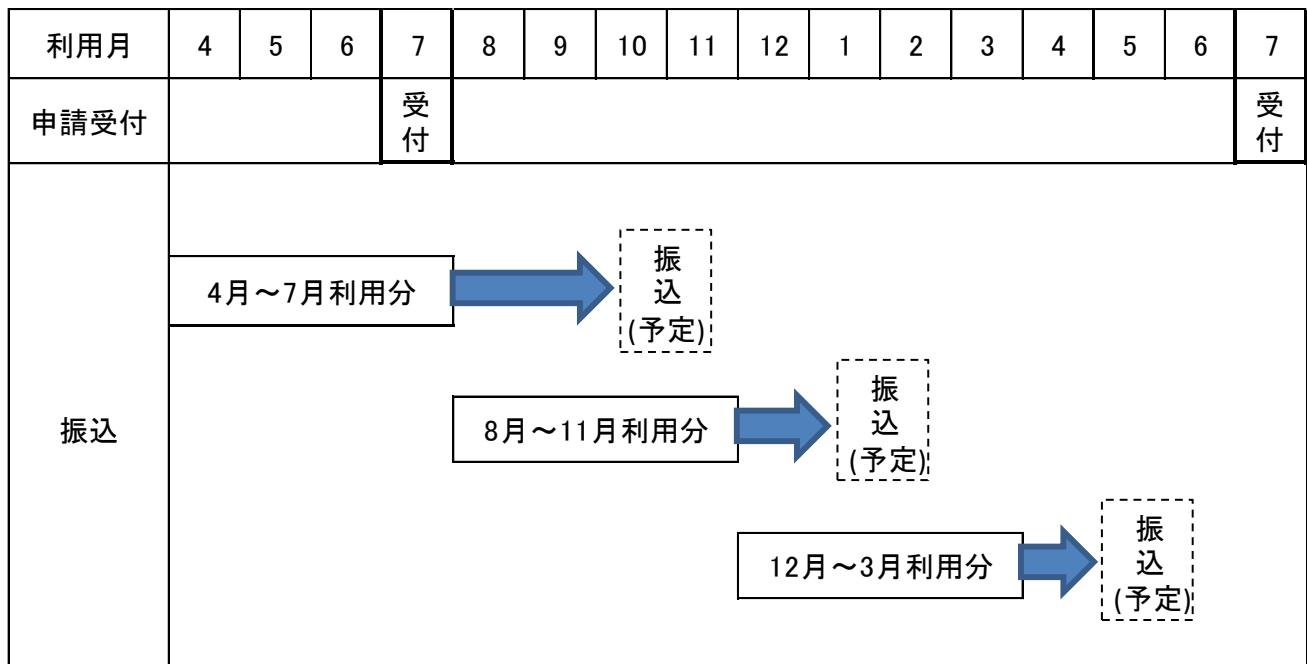 利用月 4 5 6 7 8 9 10 11 12 1 2 3 4 5 6 7
申請受付 受付 受付
振込
4月～7月利用分
振込
(予定)
8月～11月利用分
振込
(予定)
12月～3月利用分
振込
(予定)